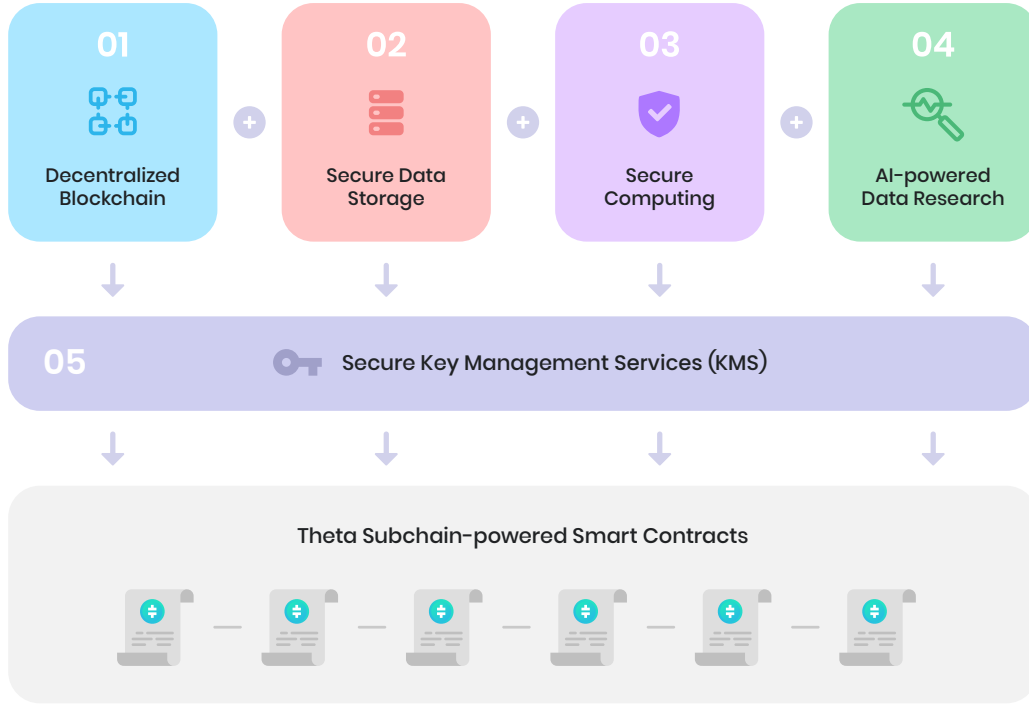 01
02
03
04
Decentralized
Blockchain
Secure Data
Storage
Secure
Computing
AI-powered
Data Research
05
Secure Key Management Services (KMS)
Theta Subchain-powered Smart Contracts